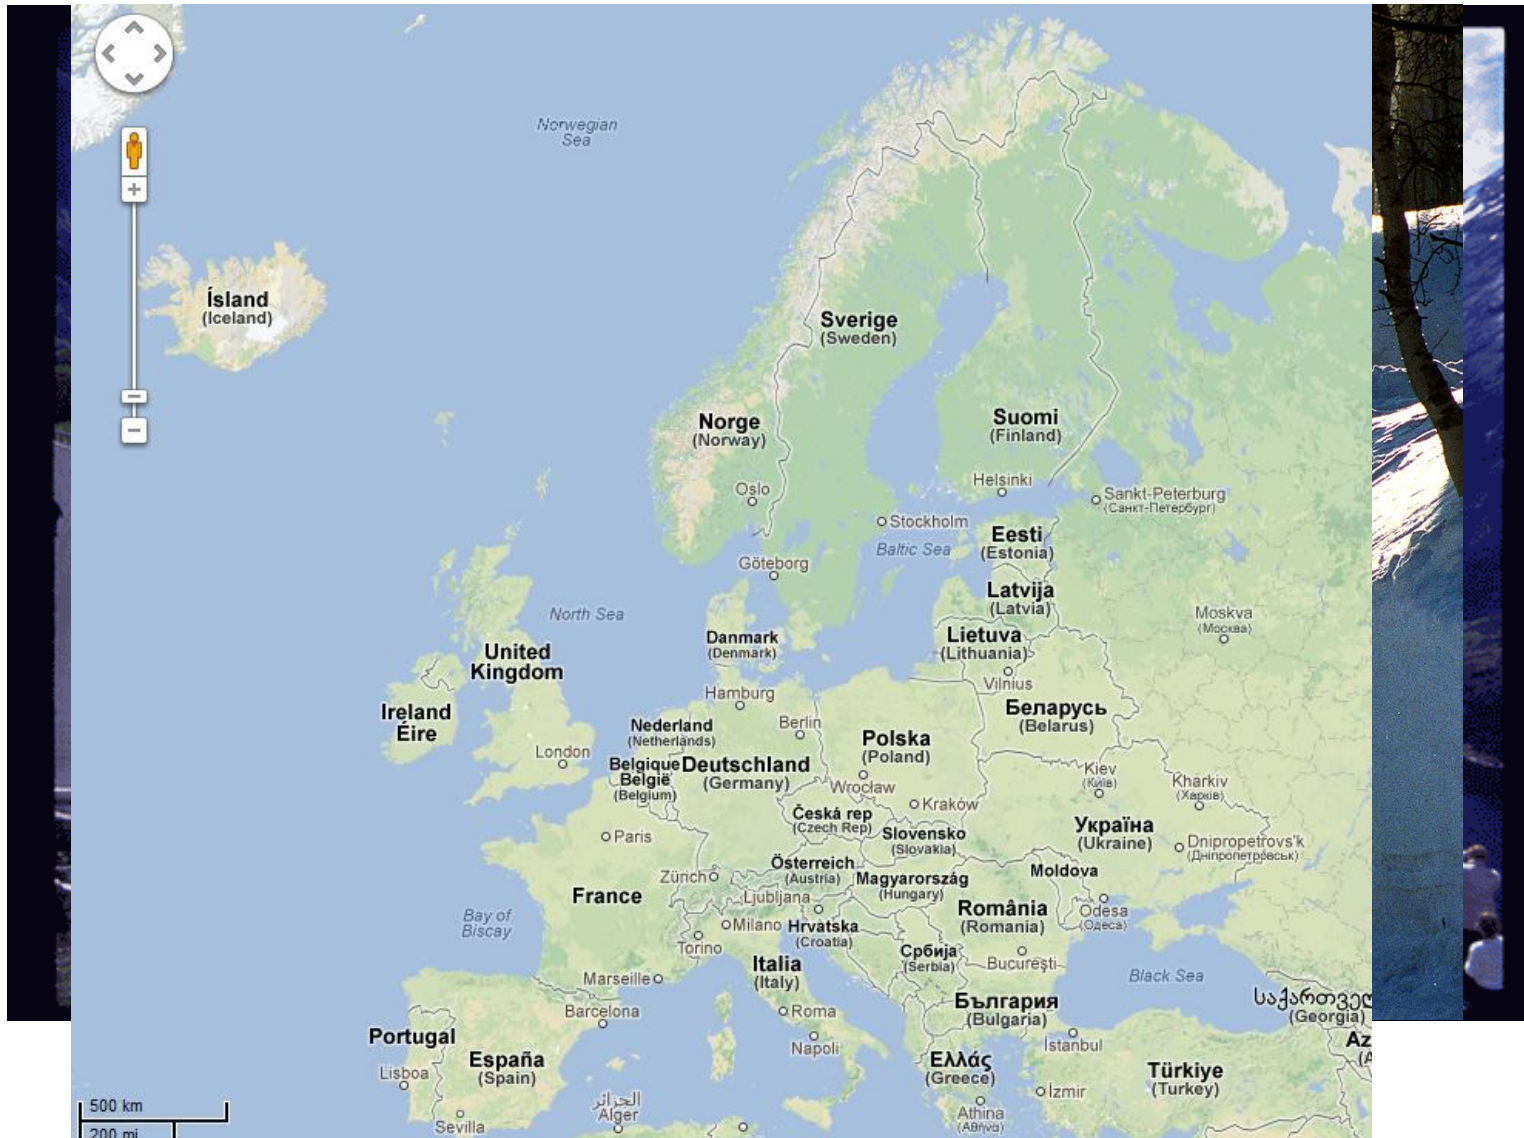 Norwegian
Sea
Ísland
(Iceland)
Sverige
(Sweden)
Norge
(Norway)
Suomi
(Finland)
Helsinki
Oslo
Sankt-Peterburg
(Санкт-Петербург)
Stockholm
Eesti
(Estonia)
Baltic Sea
Göteborg
Latvija
(Latvia)
North Sea
Moskva
(Москва)
Danmark
(Denmark)
Lietuva
(Lithuania)
United
Kingdom
Vilnius
Hamburg
Ireland
Éire
Беларусь
(Belarus)
Nederland
(Netherlands)
Berlin
Polska
(Poland)
London
Belgique
België
(Belgium)
Deutschland
(Germany)
Kiev
(Київ)
Kharkiv
(Харків)
Wrocław
Kraków
Česká rep
(Czech Rep)
Paris
Slovensko
(Slovakia)
Україна
(Ukraine)
Dnipropetrovs'k
(Дніпропетровськ)
Österreich
(Austria)
Zürich
Magyarország
(Hungary)
Moldova
France
Ljubljana
România
(Romania)
Odesa
(Одеса)
Bay of
Biscay
Milano
Hrvatska
(Croatia)
Torino
Србија
(Serbia)
București
Italia
(Italy)
Marseille
Black Sea
България
(Bulgaria)
Barcelona
Roma
საქართველ
(Georgia)
Portugal
Napoli
İstanbul
Az
(A
España
(Spain)
Ελλάς
(Greece)
Türkiye
(Turkey)
Lisboa
İzmir
500 km
الجزائر
Alger
Athina
(Αθήνα)
Sevilla
200 mi